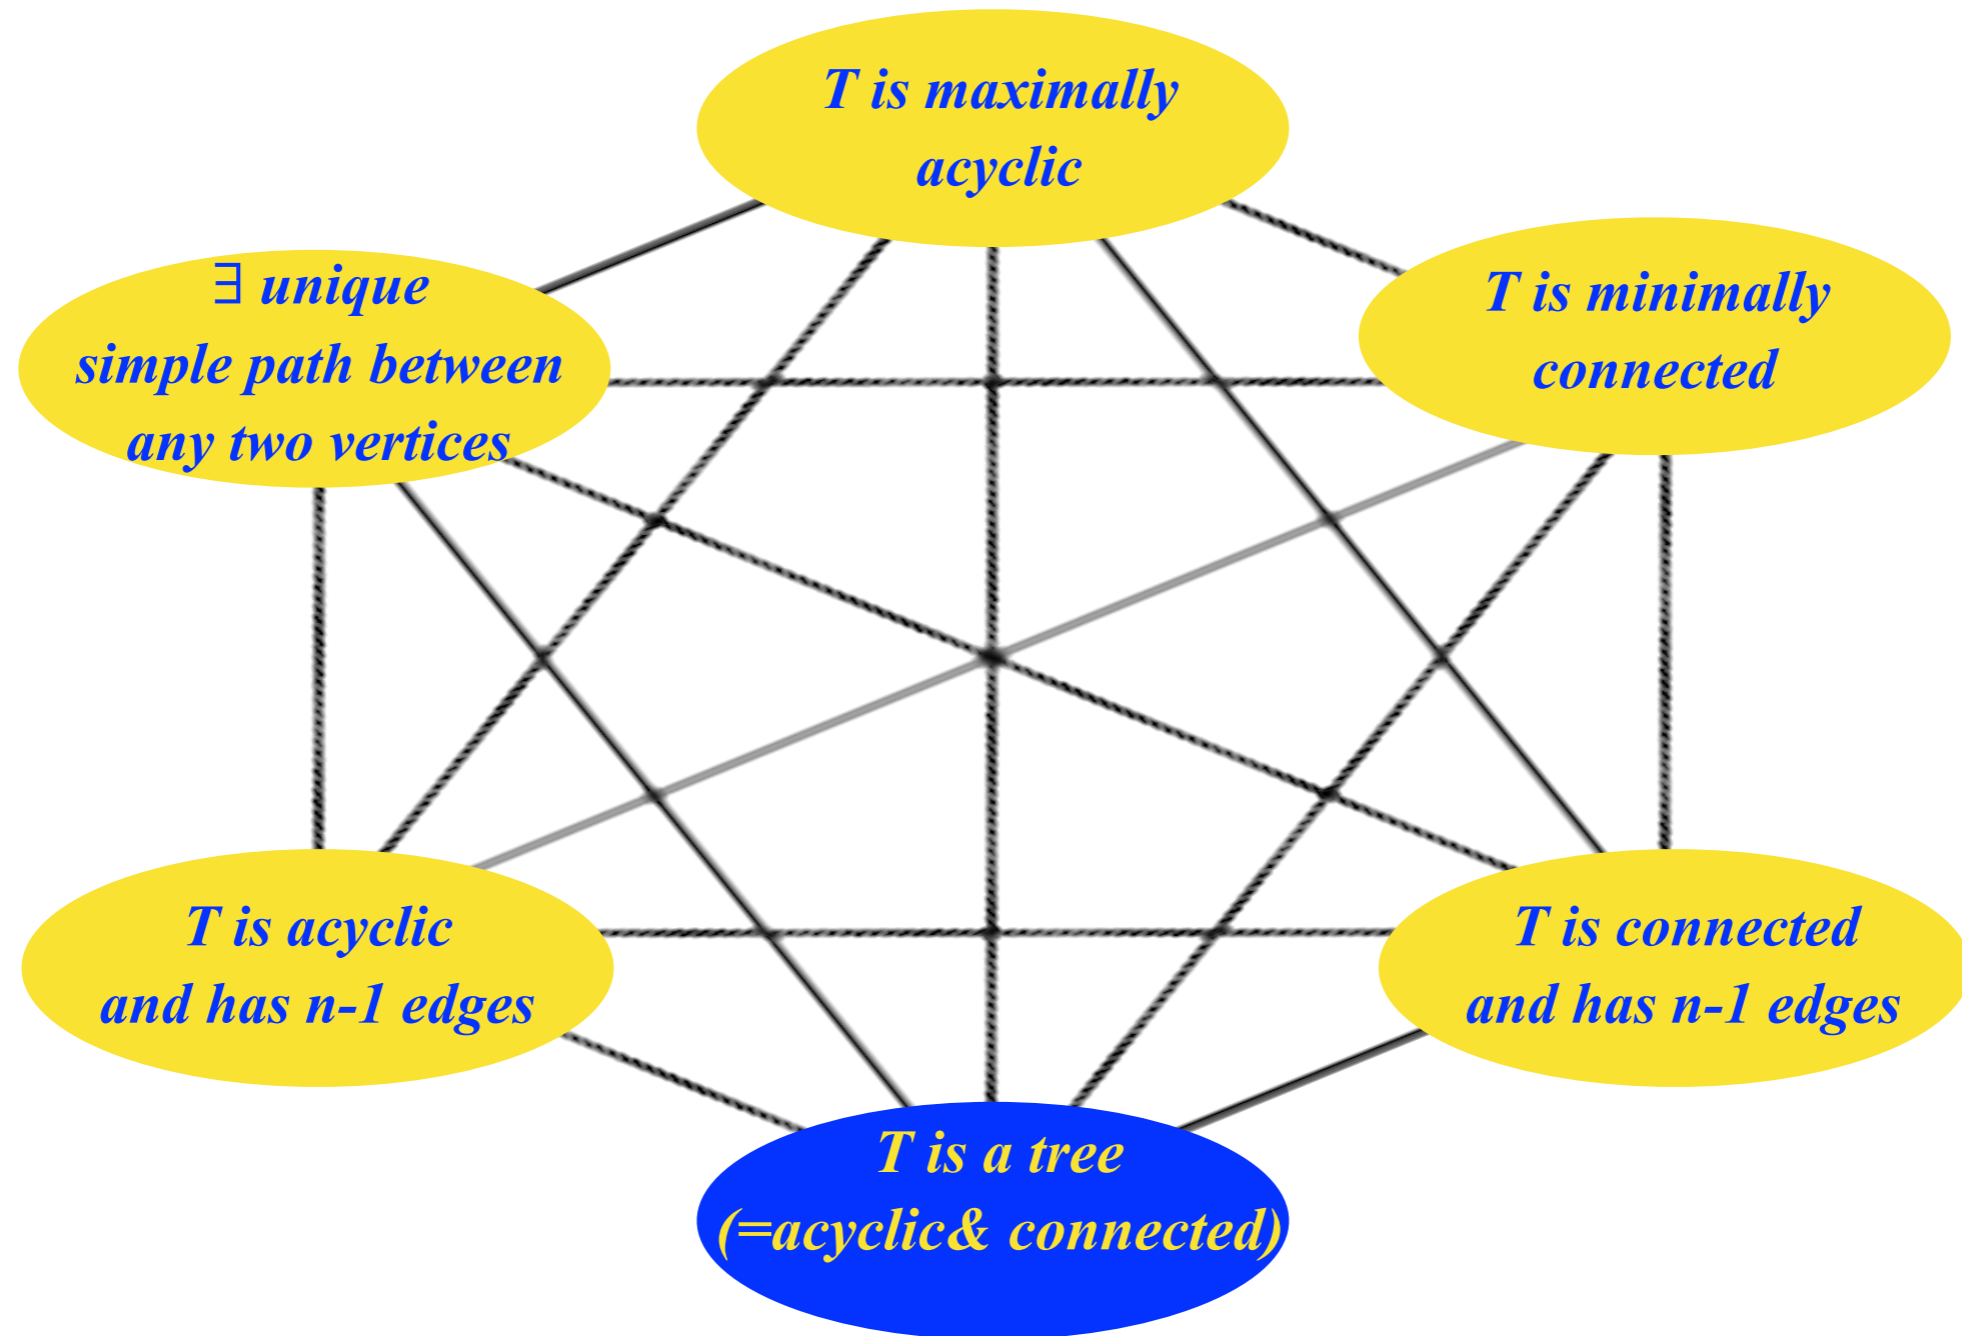 T is maximally
acyclic
∃ unique
simple path between
any two vertices
T is minimally
connected
T is acyclic
and has n-1 edges
T is connected
and has n-1 edges
T is a tree
(=acyclic& connected)